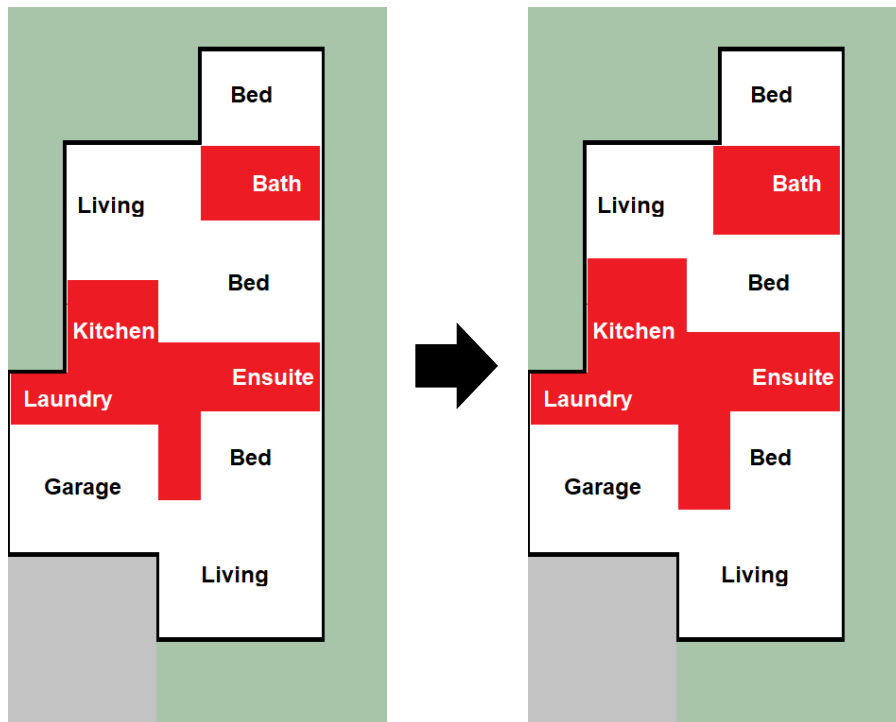 Bed
Bath
Living
Bed
Kitchen
Ensuite
Laundry
Bed
Garage
Living
Bed
Bath
Living
Bed
Kitchen
Ensuite
Laundry
Bed
Garage
Living